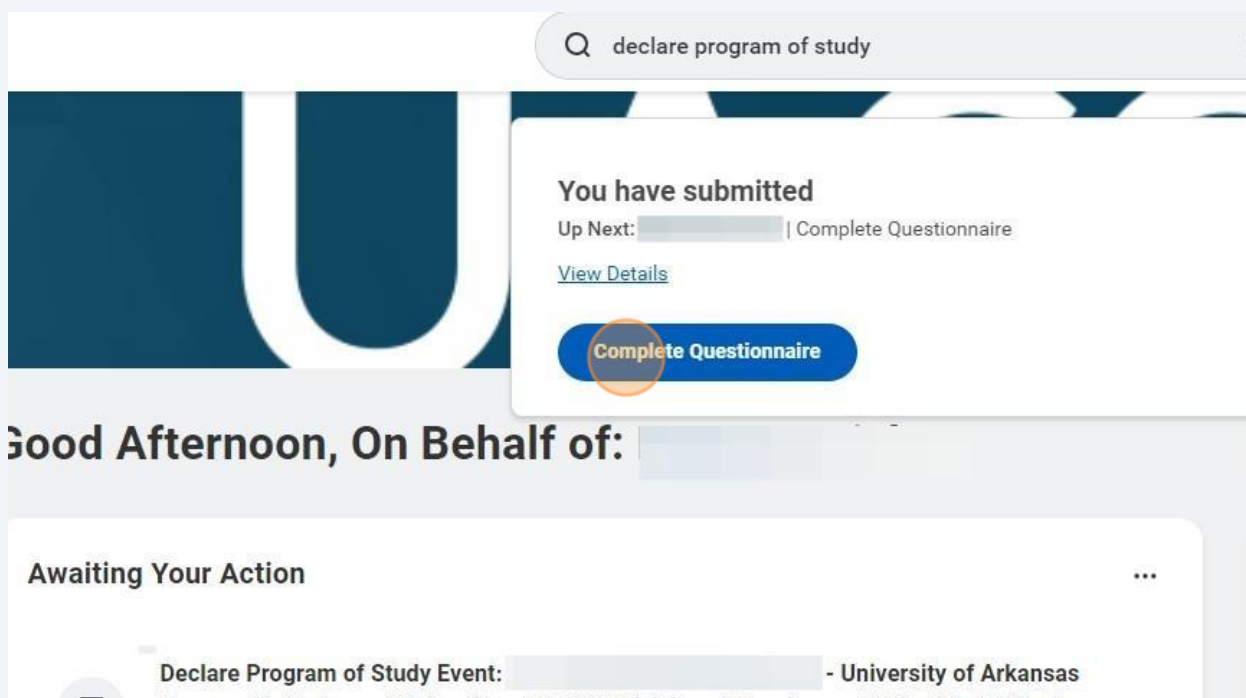 declare program of study
You have submitted
Up Next: | Complete Questionnaire
View Details
Complete Questionnaire
Good Afternoon, On Behalf of:
Awaiting Your Action
Declare Program of Study Event: - University of Arkansas